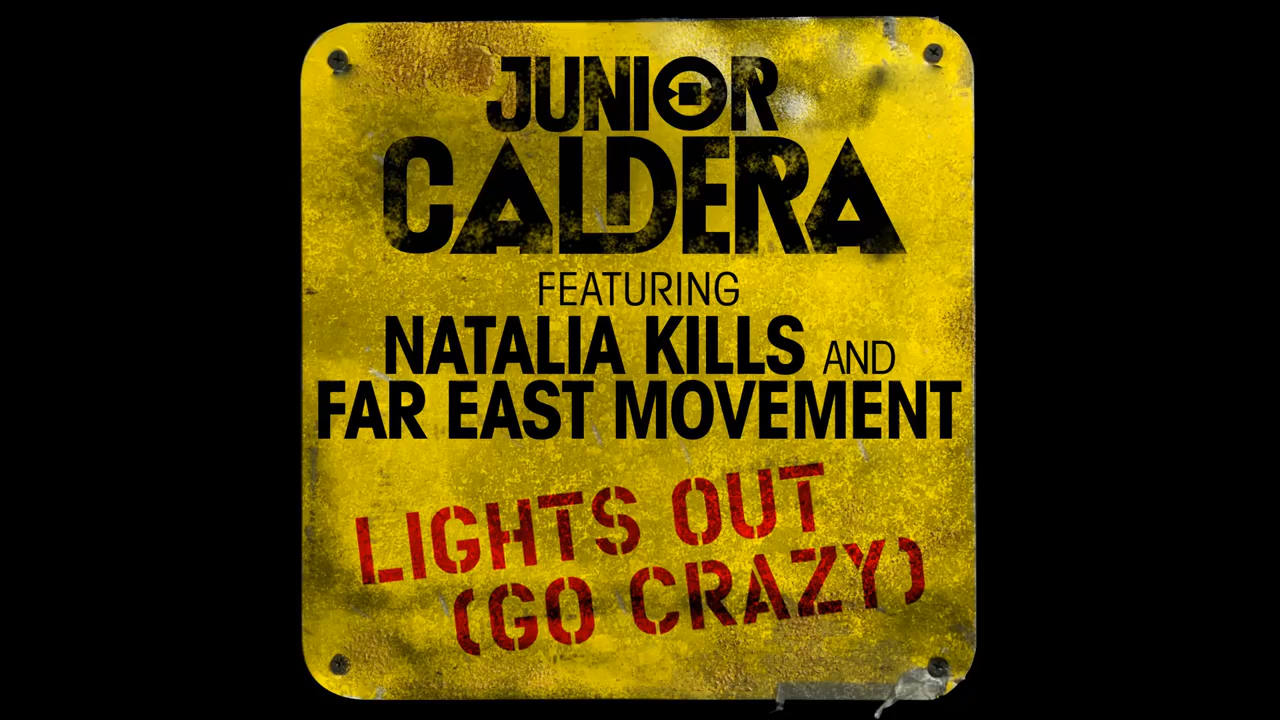 JUNIOR
CALDERA
FEATURING
NATALIA KILLS AND
FAR EAST MOVEMENT
LIGHTS OUT
(GO CRAZY)